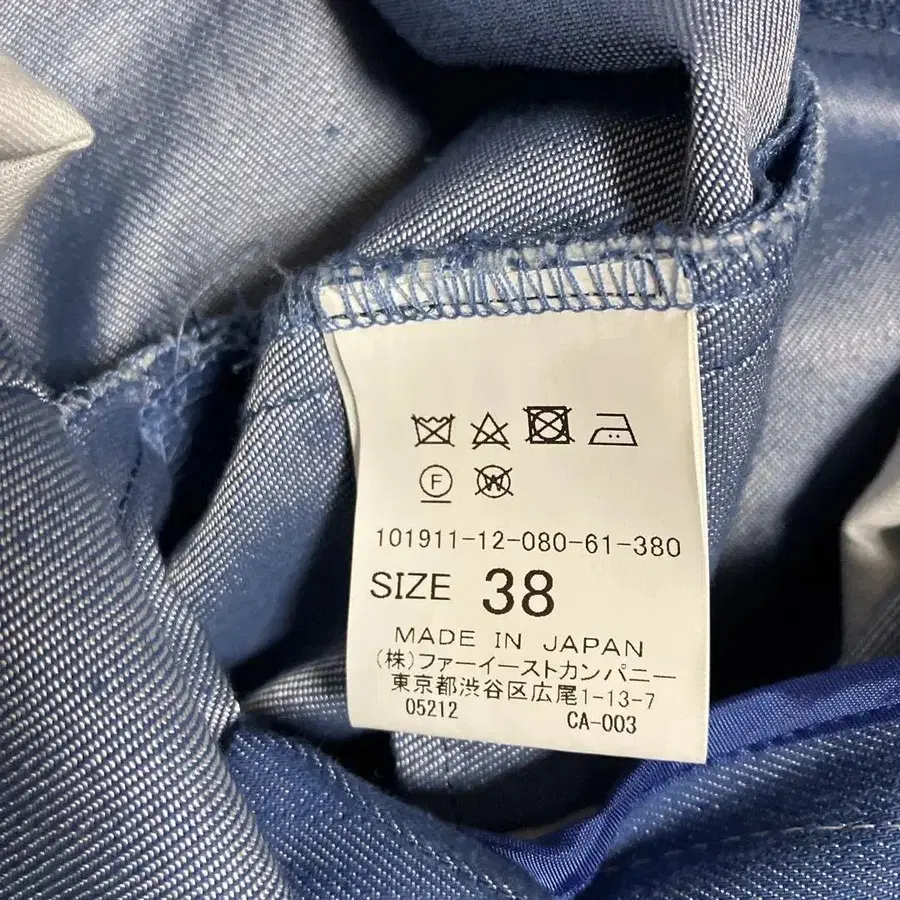 F W
101911-12-080-61-380
SIZE 38
MADE IN JAPAN
(株)ファーイーストカンパニー
東京都渋谷区広尾1-13-7
05212 CA-003